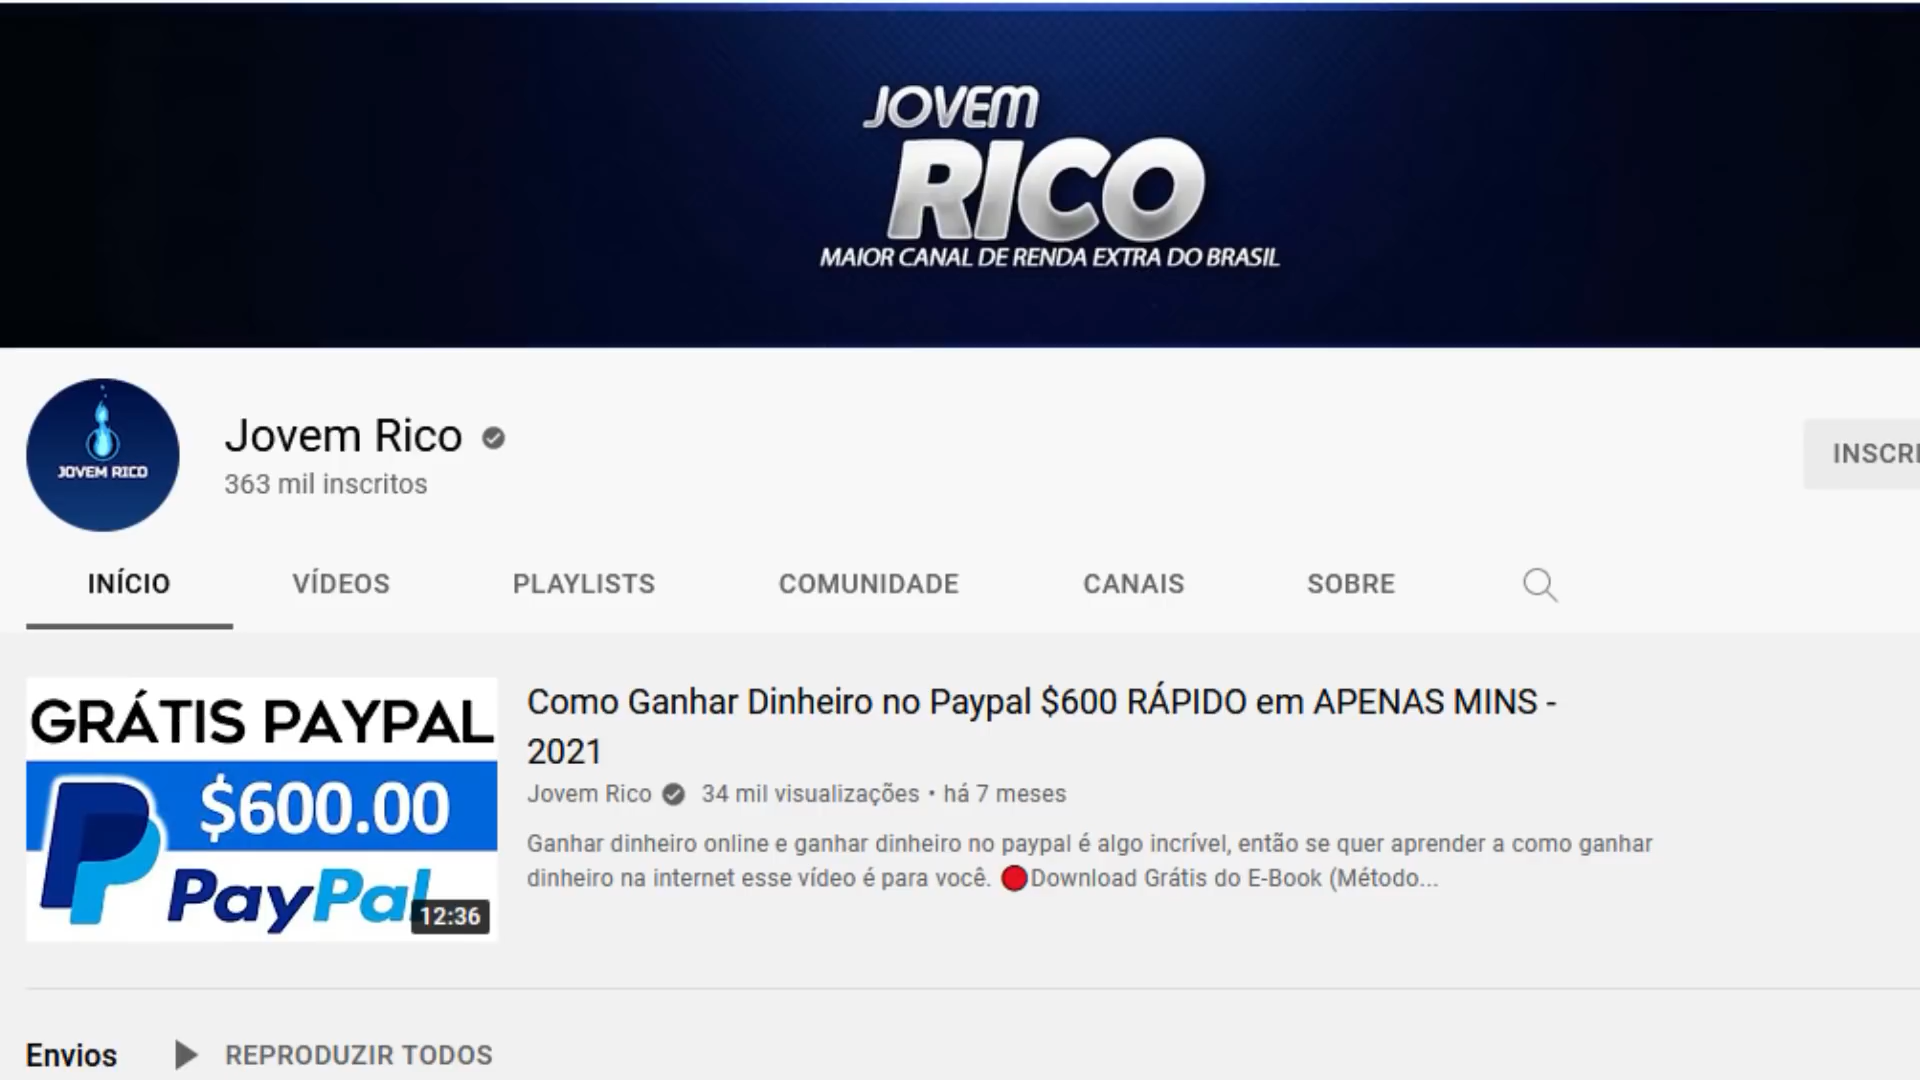 JOVEM
RICO
MAIOR CANAL DE RENDA EXTRA DO BRASIL
JOVEM RICO
Jovem Rico
363 mil inscritos
INSCRE
INÍCIO
VÍDEOS
PLAYLISTS
COMUNIDADE
CANAIS
SOBRE
GRÁTIS PAYPAL
$600.00
PayPal
12:36
Como Ganhar Dinheiro no Paypal $600 RÁPIDO em APENAS MINS -
2021
Jovem Rico 34 mil visualizações • há 7 meses
Ganhar dinheiro online e ganhar dinheiro no paypal é algo incrível, então se quer aprender a como ganhar
dinheiro na internet esse vídeo é para você. 🔴Download Grátis do E-Book (Método...
Envios
REPRODUZIR TODOS